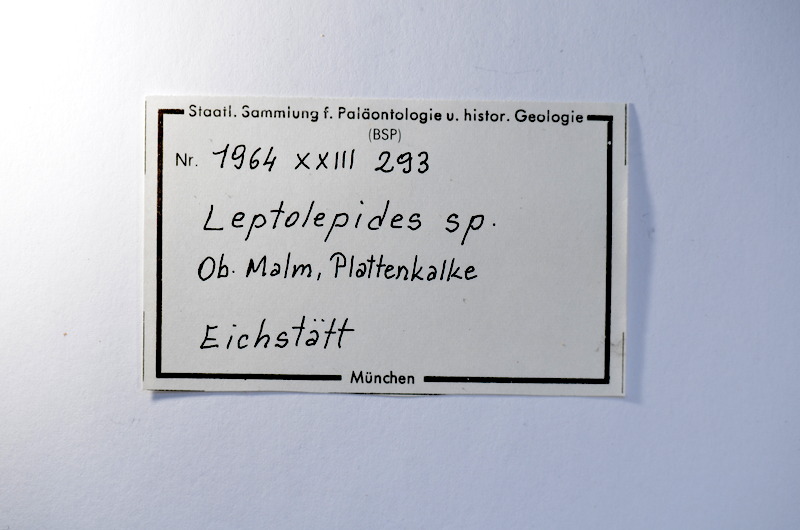 Staatl. Sammlung f. Paläontologie u. histor. Geologie
(BSP)
Nr. 1964 XXIII 293
Leptolepides sp.
Ob. Malm, Plattenkalke
Eichstätt
München